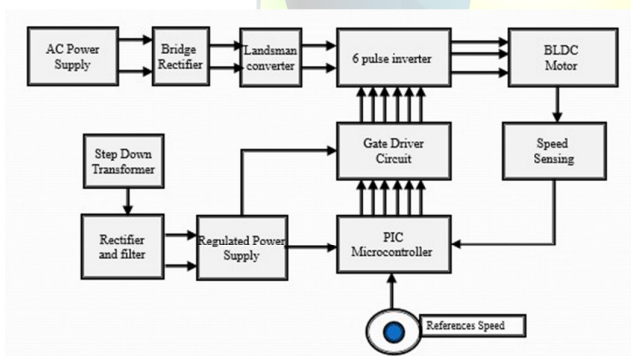 AC Power
Supply
Bridge
Rectifier
Landsman
converter
6 pulse inverter
BLDC
Motor
Step Down
Transformer
Gate Driver
Circuit
Speed
Sensing
Rectifier
and filter
Regulated Power
Supply
PIC
Microcontroller
References Speed